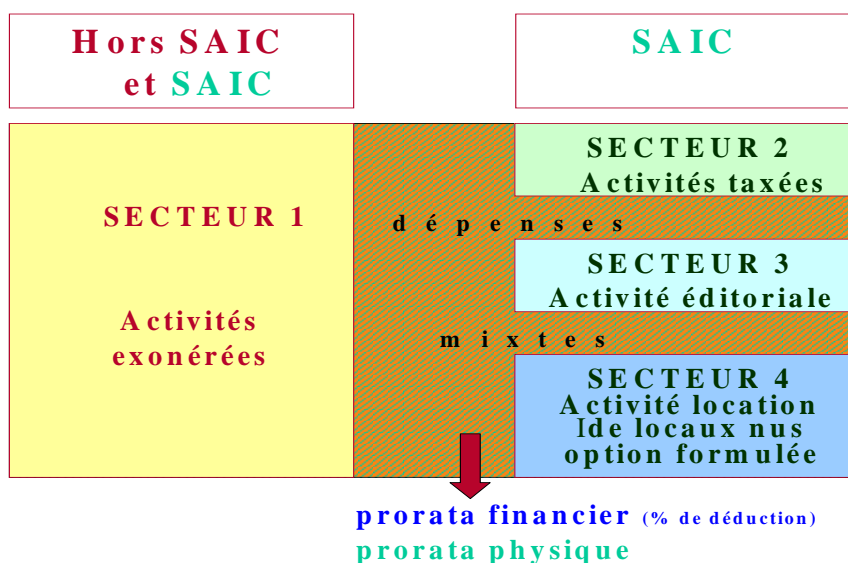 Hors SAIC
et SAIC
SAIC
SECTEUR 1
Activités
exonérées
dépenses
mixtes
SECTEUR 2
Activités taxées
SECTEUR 3
Activité éditoriale
SECTEUR 4
Activité location
Ide locaux nus
option formulée
prorata financier (% de déduction)
prorata physique